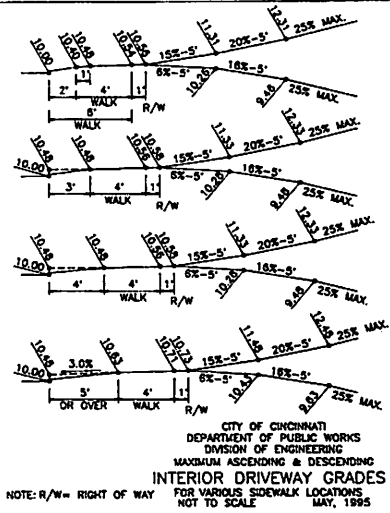 10.00 10.40 10.48 10.54 10.56 11.31 12.31
15%-5' 20%-5' 25% MAX.
6%-5' 16%-5'
10.26 9.46 25% MAX.
1'
2' 4' 1' R/W
WALK
6'
WALK
10.00 10.48 10.48 10.56 10.58 11.33 12.33
15%-5' 20%-5' 25% MAX.
6%-5' 16%-5'
10.28 9.48 25% MAX.
3' 4' 1' R/W
WALK
10.00 10.48 10.48 10.56 10.58 11.33 12.33
15%-5' 20%-5' 25% MAX.
6%-5' 16%-5'
10.28 9.48 25% MAX.
4' 4' 1' R/W
WALK
10.00 10.48 3.0% 10.63 10.71 10.73 11.48 12.48
15%-5' 20%-5' 25% MAX.
6%-5' 16%-5'
10.43 9.63 25% MAX.
5' 4' 1' R/W
OR OVER WALK
CITY OF CINCINNATI
DEPARTMENT OF PUBLIC WORKS
DIVISION OF ENGINEERING
MAXIMUM ASCENDING & DESCENDING
INTERIOR DRIVEWAY GRADES
FOR VARIOUS SIDEWALK LOCATIONS
NOT TO SCALE MAY, 1995
NOTE: R/W= RIGHT OF WAY